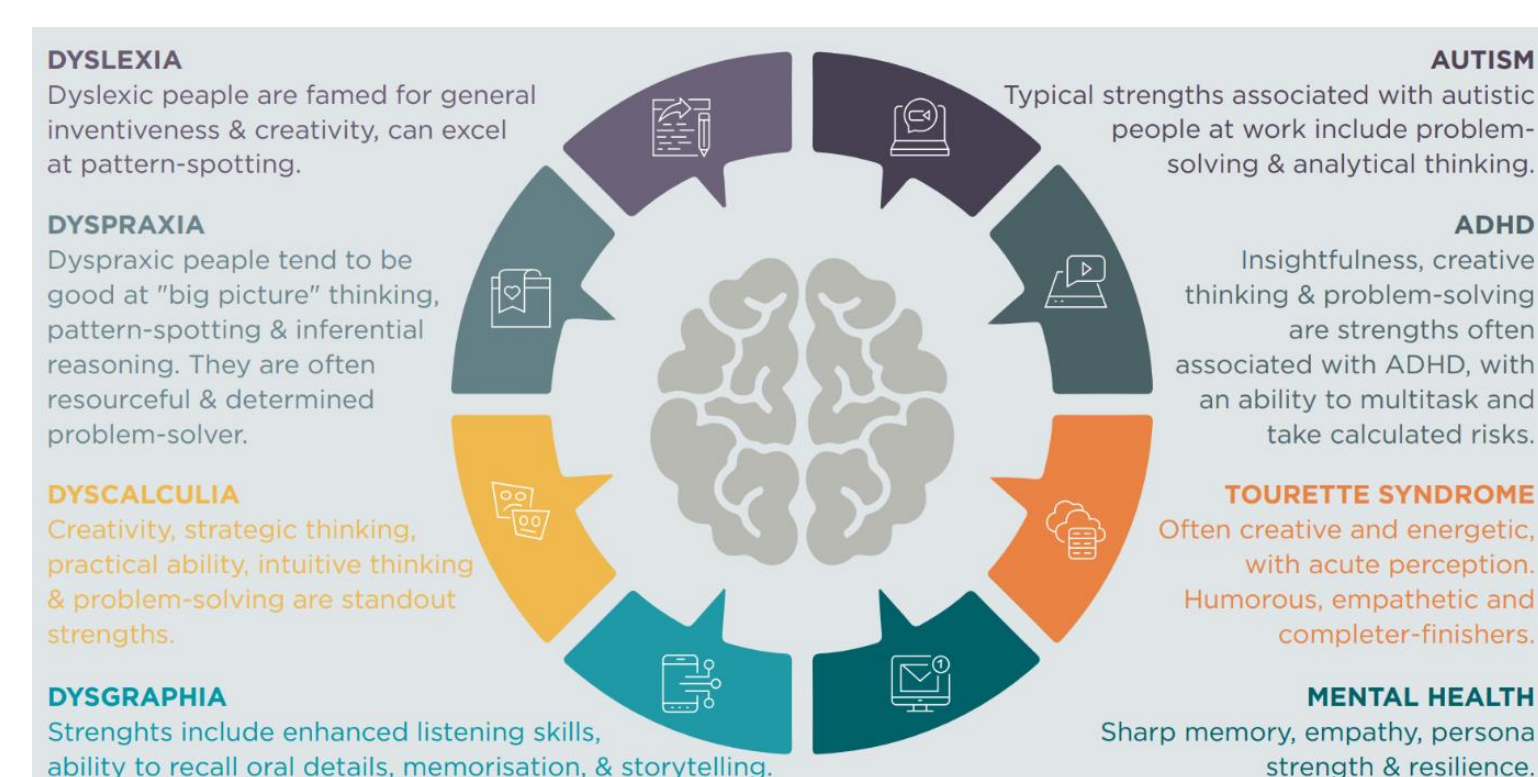 DYSLEXIA
Dyslexic peaple are famed for general
inventiveness & creativity, can excel
at pattern-spotting.
DYSPRAXIA
Dyspraxic peaple tend to be
good at "big picture" thinking,
pattern-spotting & inferential
reasoning. They are often
resourceful & determined
problem-solver.
DYSCALCULIA
Creativity, strategic thinking,
practical ability, intuitive thinking
& problem-solving are standout
strengths.
DYSGRAPHIA
Strenghts include enhanced listening skills,
ability to recall oral details, memorisation, & storytelling.
AUTISM
Typical strengths associated with autistic
people at work include problem-
solving & analytical thinking.
ADHD
Insightfulness, creative
thinking & problem-solving
are strengths often
associated with ADHD, with
an ability to multitask and
take calculated risks.
TOURETTE SYNDROME
Often creative and energetic,
with acute perception.
Humorous, empathetic and
completer-finishers.
MENTAL HEALTH
Sharp memory, empathy, persona
strength & resilience.
1